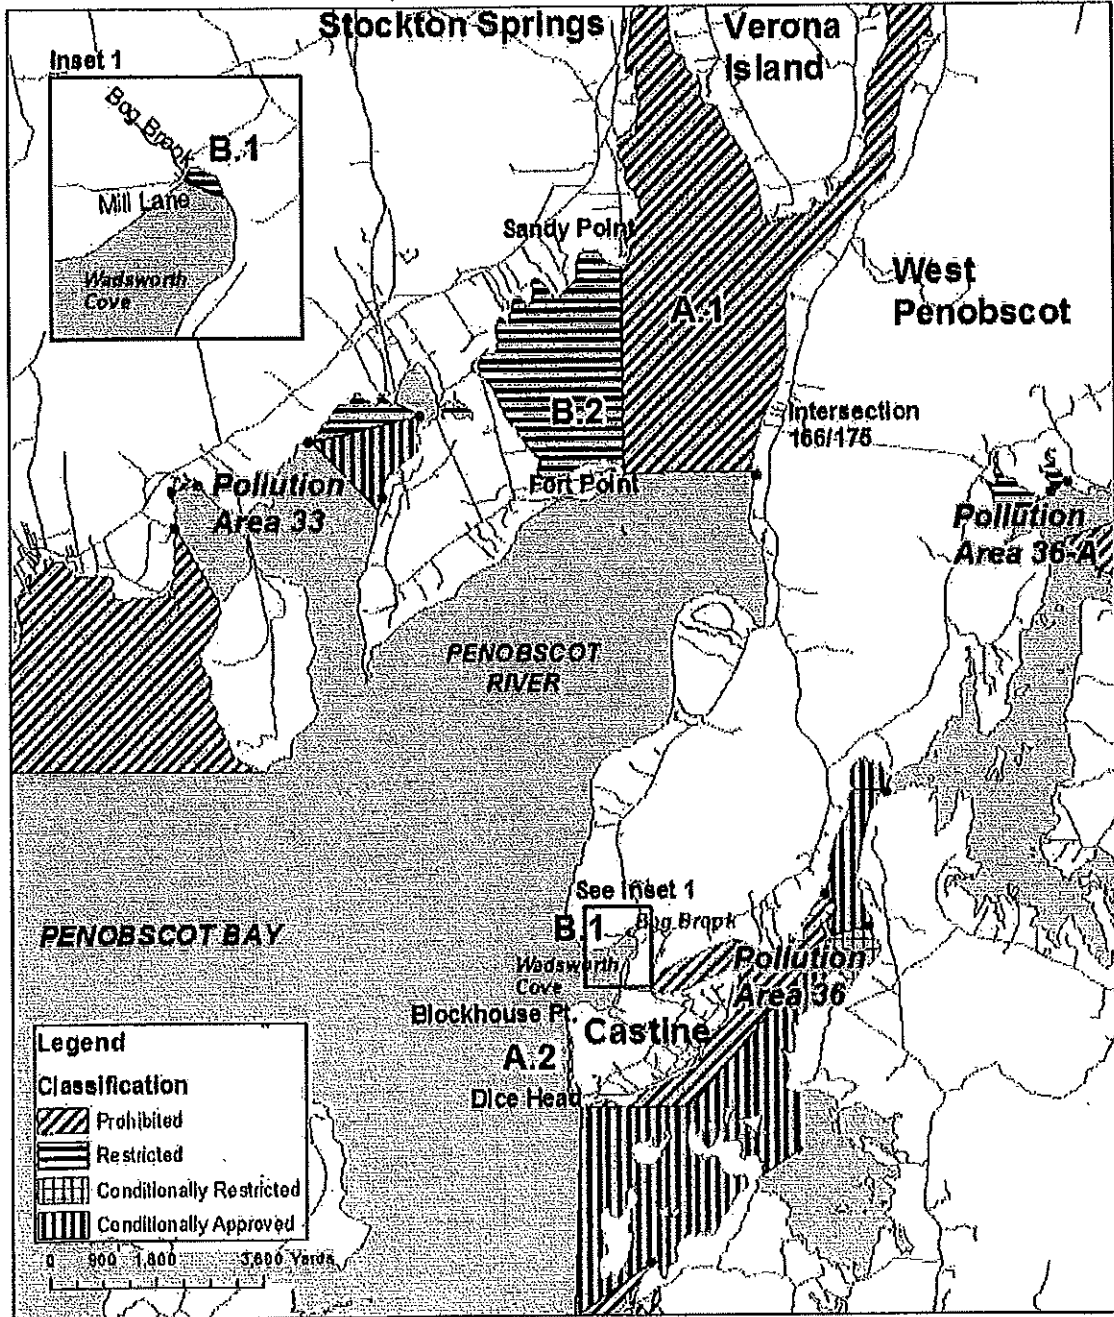 Stockton Springs
Verona
Island
Inset 1
Bog Brook
B.1
Mill Lane
Wadsworth
Cove
Sandy Point
West
Penobscot
A.1
B.2
Intersection
166/175
Fort Point
Pollution
Area 33
Pollution
Area 36-A
PENOBSCOT
RIVER
See Inset 1
B.1
Bog Brook
PENOBSCOT BAY
Wadsworth
Cove
Pollution
Area 36
Blockhouse Pt.
Castine
A.2
Dice Head
Legend
Classification
Prohibited
Restricted
Conditionally Restricted
Conditionally Approved
0 900 1,800 3,600 Yards